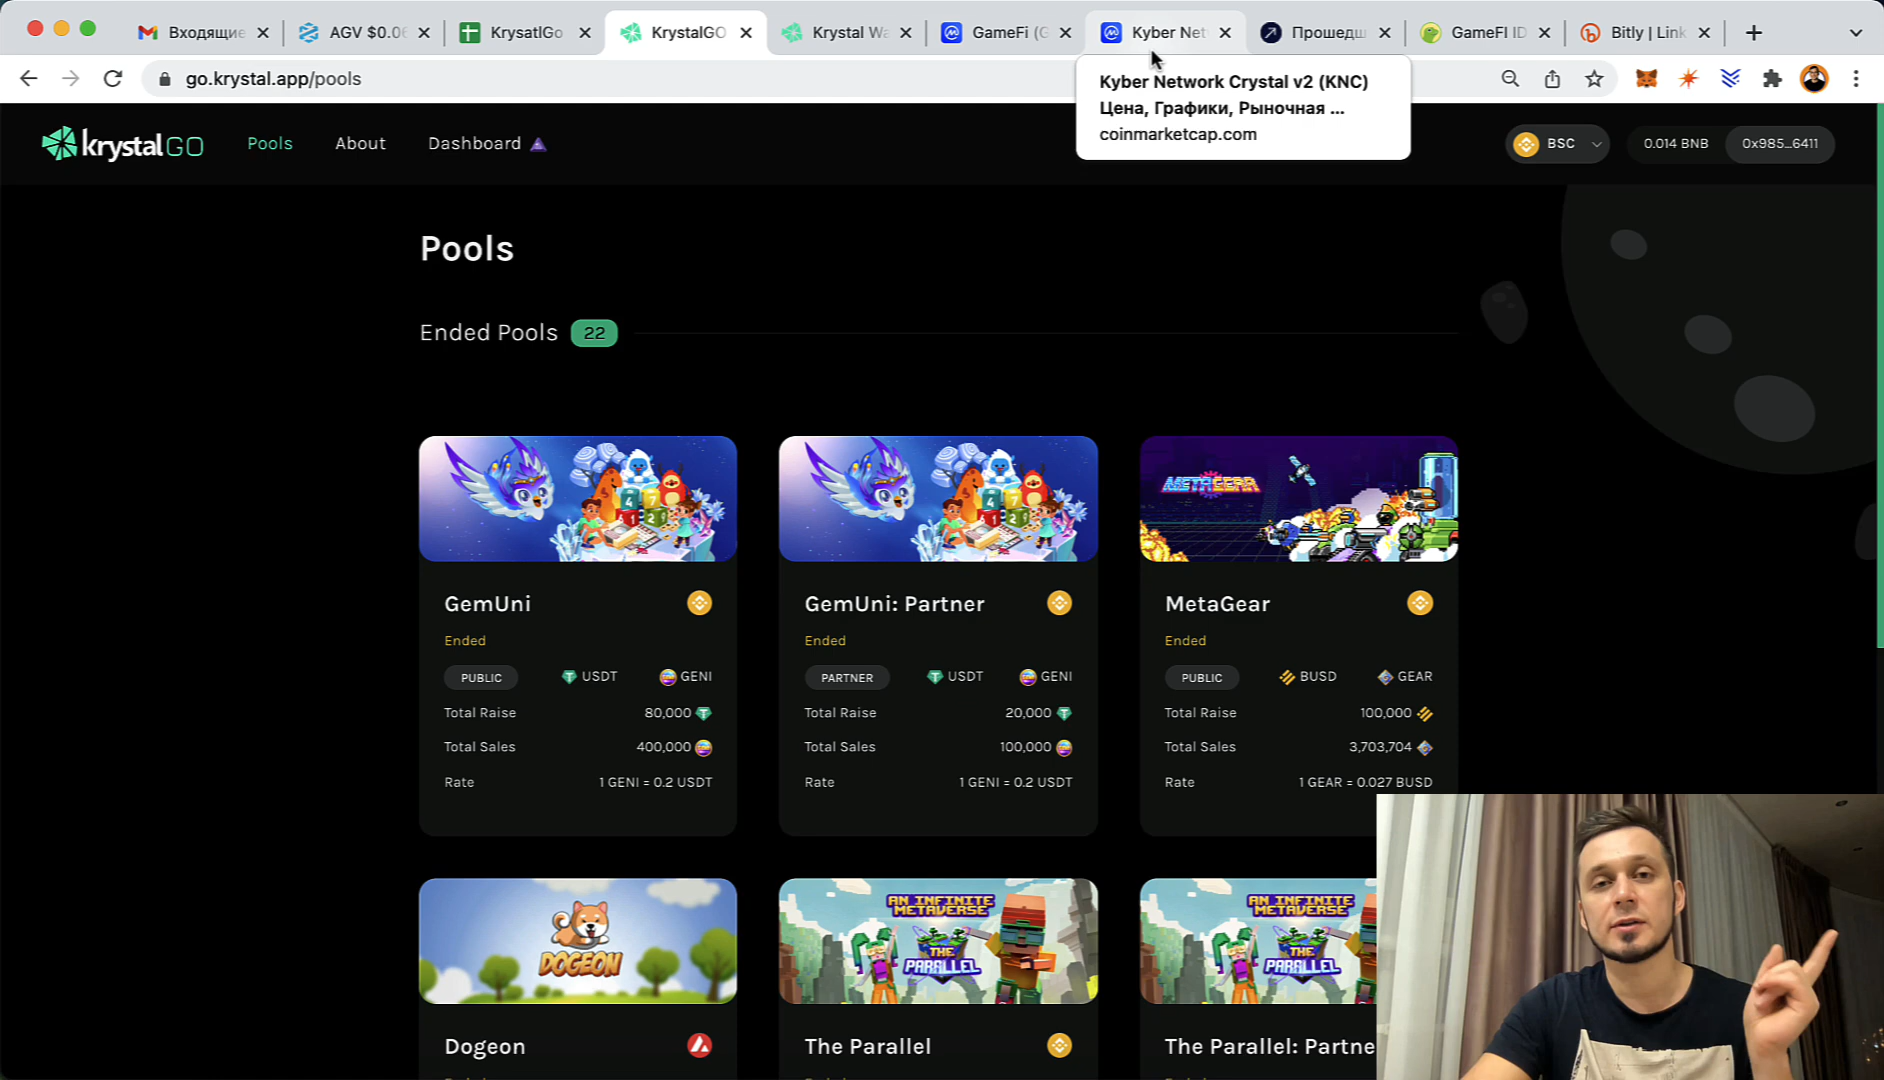 Входящие
AGV $0.06
KrysatlGo
KrystalGO
Krystal Wa
GameFi (G
Kyber Net
Прошедш
GameFI ID
Bitly | Link
go.krystal.app/pools
Kyber Network Crystal v2 (KNC)
Цена, Графики, Рыночная ...
coinmarketcap.com
krystalGO
Pools
About
Dashboard
BSC
0.014 BNB
0x985...6411
Pools
Ended Pools 22
METAGEAR
GemUni
Ended
PUBLIC USDT GENI
Total Raise 80,000
Total Sales 400,000
Rate 1 GENI = 0.2 USDT
GemUni: Partner
Ended
PARTNER USDT GENI
Total Raise 20,000
Total Sales 100,000
Rate 1 GENI = 0.2 USDT
MetaGear
Ended
PUBLIC BUSD GEAR
Total Raise 100,000
Total Sales 3,703,704
Rate 1 GEAR = 0.027 BUSD
DOGEON
Dogeon
AN INFINITE
METAVERSE
THE
PARALLEL
The Parallel
AN INFINITE
METAVERSE
THE
PARALLEL
The Parallel: Partne